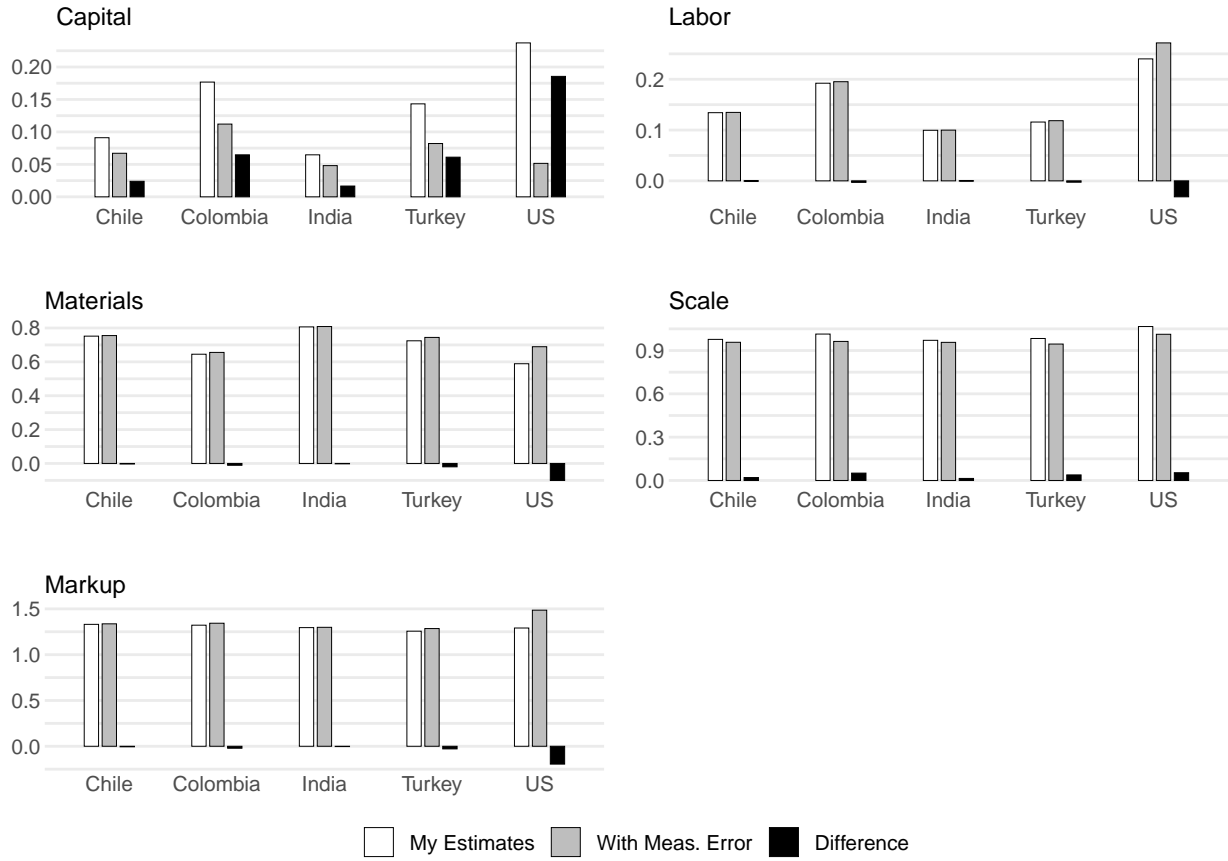 Capital
0.20
0.15
0.10
0.05
0.00
Chile Colombia India Turkey US
Labor
0.2
0.1
0.0
Chile Colombia India Turkey US
Materials
0.8
0.6
0.4
0.2
0.0
Chile Colombia India Turkey US
Scale
0.9
0.6
0.3
0.0
Chile Colombia India Turkey US
Markup
1.5
1.0
0.5
0.0
Chile Colombia India Turkey US
My Estimates With Meas. Error Difference